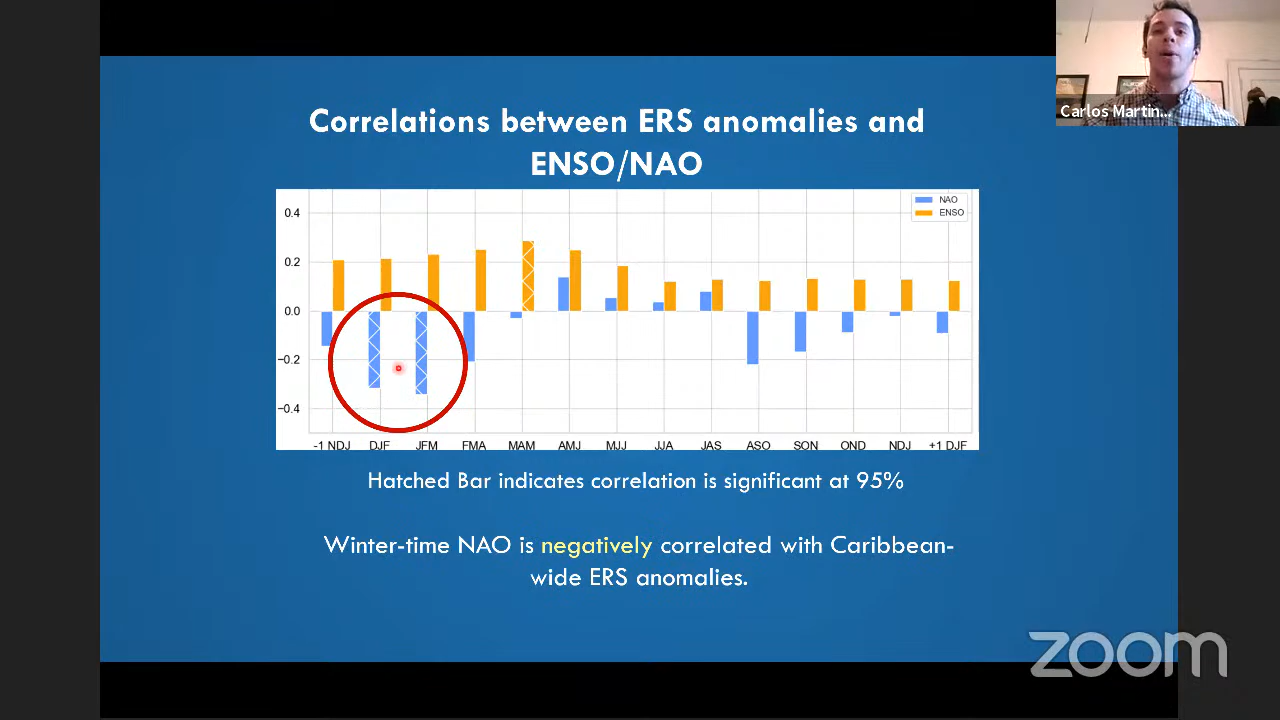 Correlations between ERS anomalies and
ENSO/NAO
NAO
ENSO
0.4
0.2
0.0
−0.2
−0.4
-1 NDJ DJF JFM FMA MAM AMJ MJJ JJA JAS ASO SON OND NDJ +1 DJF
Hatched Bar indicates correlation is significant at 95%
Winter-time NAO is negatively correlated with Caribbean-
wide ERS anomalies.
Carlos Martin...
zoom